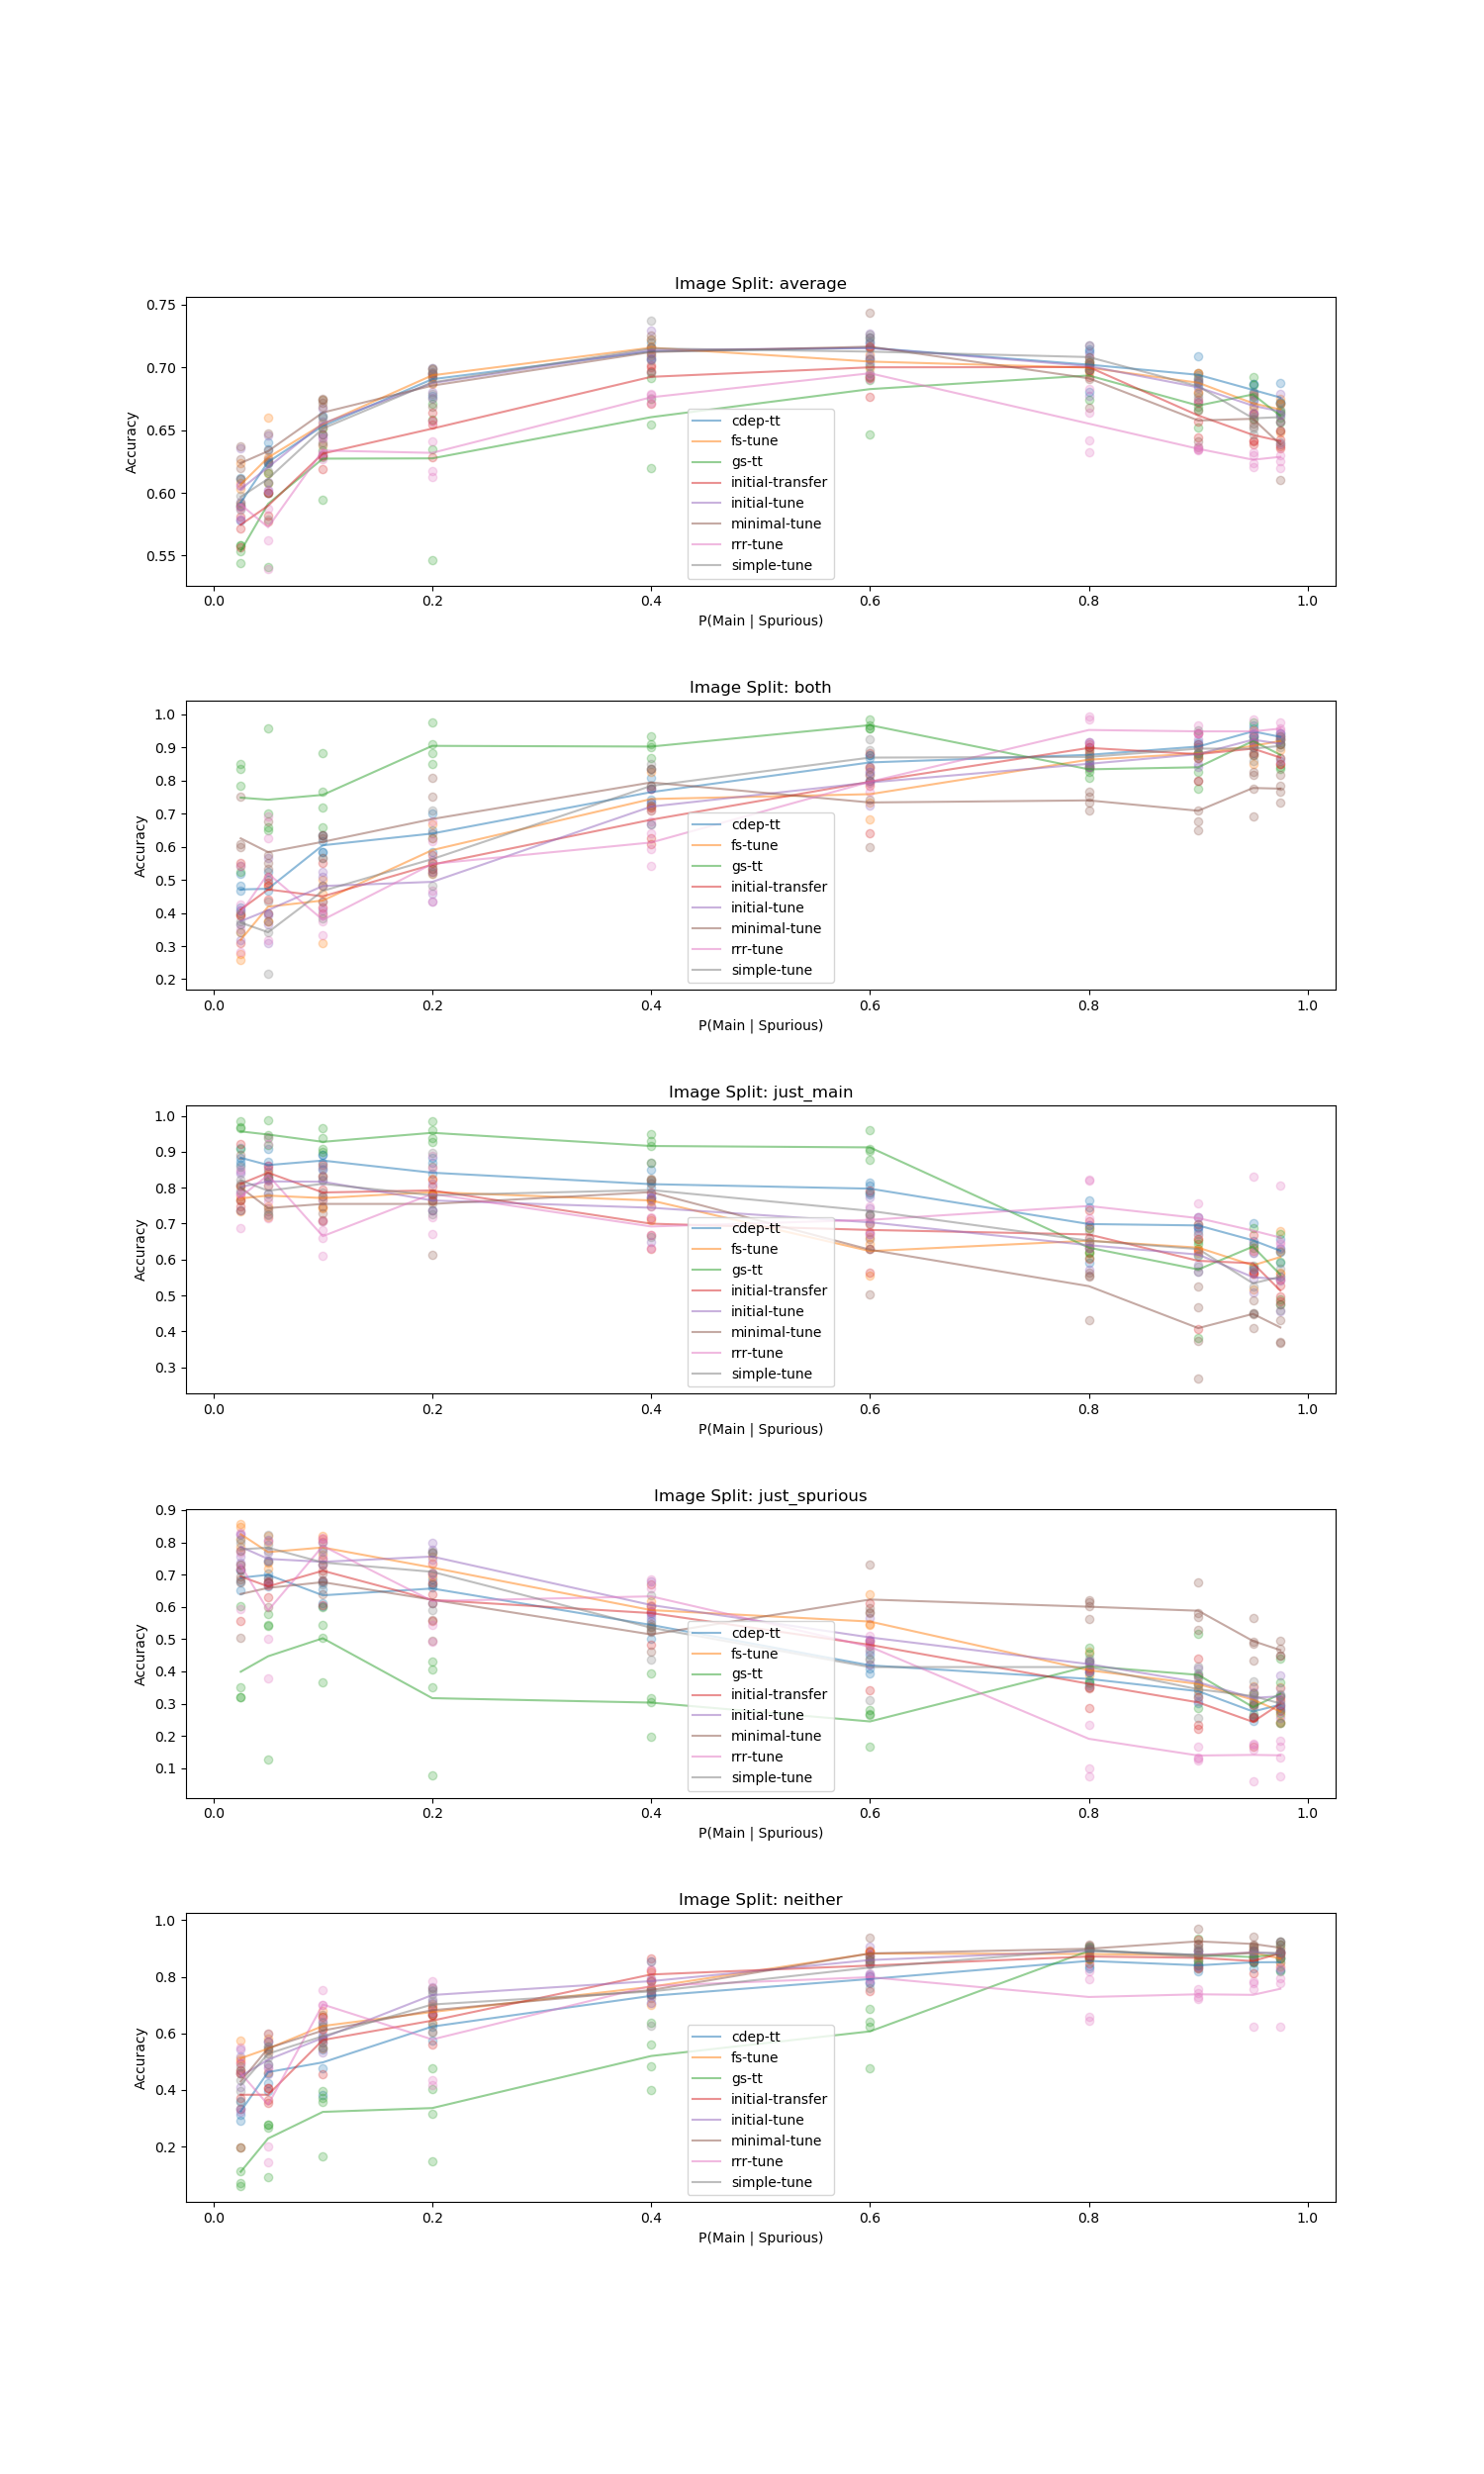 Image Split: average
0.75
0.70
0.65
0.60
0.55
Accuracy
cdep-tt
fs-tune
gs-tt
initial-transfer
initial-tune
minimal-tune
rrr-tune
simple-tune
0.0 0.2 0.4 0.6 0.8 1.0
P(Main | Spurious)
Image Split: both
1.0
0.9
0.8
0.7
0.6
0.5
0.4
0.3
0.2
Accuracy
cdep-tt
fs-tune
gs-tt
initial-transfer
initial-tune
minimal-tune
rrr-tune
simple-tune
0.0 0.2 0.4 0.6 0.8 1.0
P(Main | Spurious)
Image Split: just_main
1.0
0.9
0.8
0.7
0.6
0.5
0.4
0.3
Accuracy
cdep-tt
fs-tune
gs-tt
initial-transfer
initial-tune
minimal-tune
rrr-tune
simple-tune
0.0 0.2 0.4 0.6 0.8 1.0
P(Main | Spurious)
Image Split: just_spurious
0.9
0.8
0.7
0.6
0.5
0.4
0.3
0.2
0.1
Accuracy
cdep-tt
fs-tune
gs-tt
initial-transfer
initial-tune
minimal-tune
rrr-tune
simple-tune
0.0 0.2 0.4 0.6 0.8 1.0
P(Main | Spurious)
Image Split: neither
1.0
0.8
0.6
0.4
0.2
Accuracy
cdep-tt
fs-tune
gs-tt
initial-transfer
initial-tune
minimal-tune
rrr-tune
simple-tune
0.0 0.2 0.4 0.6 0.8 1.0
P(Main | Spurious)